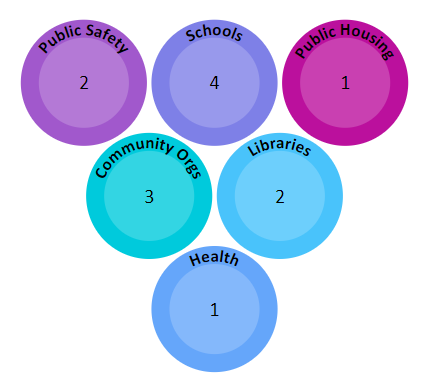 Public Safety
2
Schools
4
Public Housing
1
Community Orgs
3
Libraries
2
Health
1